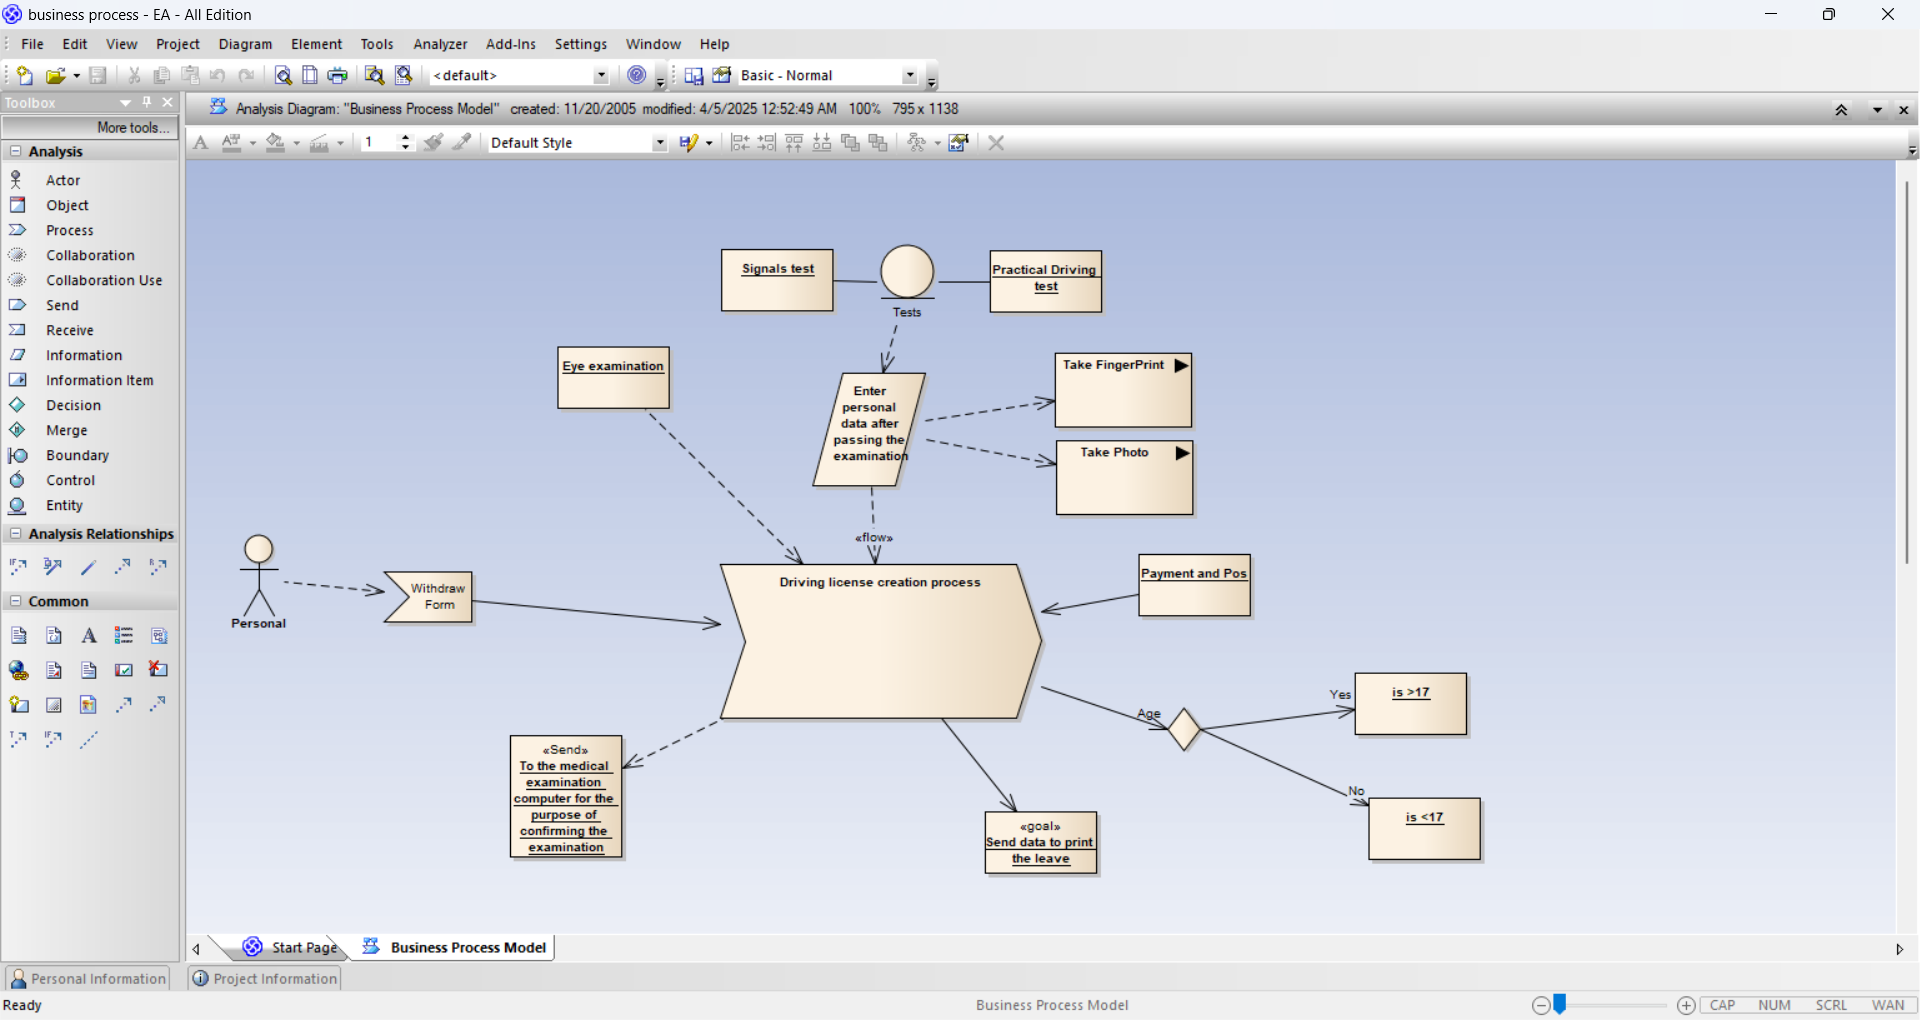 business process - EA - All Edition
File Edit View Project Diagram Element Tools Analyzer Add-Ins Settings Window Help
<default>
Basic - Normal
Toolbox
More tools...
Analysis Diagram: "Business Process Model" created: 11/20/2005 modified: 4/5/2025 12:52:49 AM 100% 795 x 1138
1
Default Style
Analysis
Actor
Object
Process
Collaboration
Collaboration Use
Send
Receive
Information
Information Item
Decision
Merge
Boundary
Control
Entity
Analysis Relationships
Common
Signals test
Tests
Practical Driving
test
Eye examination
Enter
personal
data after
passing the
examination
Take FingerPrint
Take Photo
«flow»
Personal
Withdraw
Form
Driving license creation process
Payment and Pos
Age
Yes
is >17
No
is <17
«Send»
To the medical
examination
computer for the
purpose of
confirming the
examination
«goal»
Send data to print
the leave
Start Page
Business Process Model
Personal Information
Project Information
Ready
Business Process Model
CAP NUM SCRL WAN